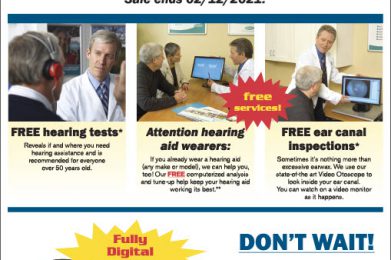 Sale ends 02/12/2021.
free
services!
FREE hearing tests*
Reveals if and where you need
hearing assistance and is
recommended for everyone
over 50 years old.
Attention hearing
aid wearers:
If you already wear a hearing aid
(any make or model), we can help you,
too! Our FREE computerized analysis
and tune-up help keep your hearing
working its best.**
FREE ear canal
inspections*
Sometimes it's nothing more than
excessive earwax. We use our
state-of-the art Video Otoscope to
look inside your ear canal.
You can watch on a video monitor
as it happens.
Fully
Digital
DON'T WAIT!